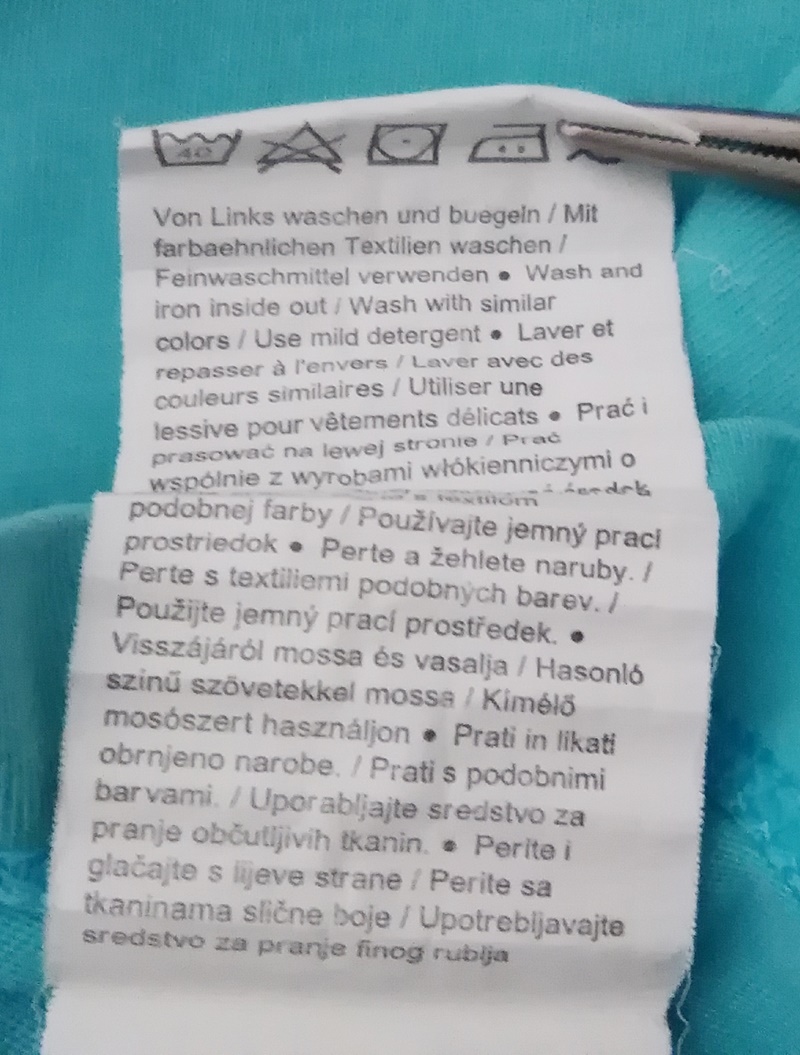 40
Von Links waschen und buegeln / Mit
farbaehnlichen Textilien waschen /
Feinwaschmittel verwenden • Wash and
iron inside out / Wash with similar
colors / Use mild detergent • Laver et
repasser à l'envers / Laver avec des
couleurs similaires / Utiliser une
lessive pour vêtements délicats • Prać i
prasować na lewej stronie / Prać
wspólnie z wyrobami włókienniczymi o
podobnej farby / Používajte jemný prací
prostriedok • Perte a žehlete naruby. /
Perte s textiliemi podobných barev. /
Použijte jemný prací prostředek. •
Visszájáról mossa és vasalja / Hasonló
szinű szövetekkel mossa / Kímélő
mosószert használjon • Prati in likati
obrnjeno narobe. / Prati s podobnimi
barvami. / Uporabljajte sredstvo za
pranje občutljivih tkanin. • Perite i
glačajte s lijeve strane / Perite sa
tkaninama slične boje / Upotrebljavajte
sredstvo za pranje finog rublja